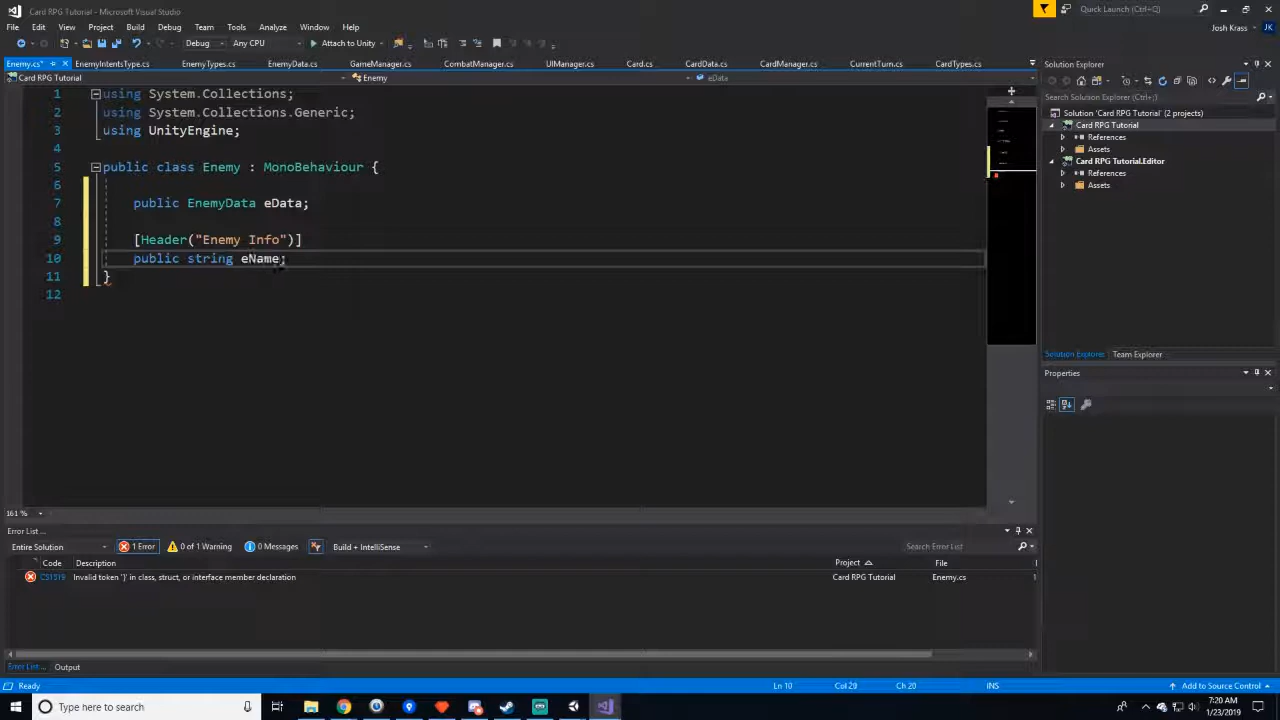 Card RPG Tutorial - Microsoft Visual Studio
Quick Launch (Ctrl+Q)
File Edit View Project Build Debug Team Tools Analyze Window Help
Josh Krass JK
Debug Any CPU Attach to Unity
Enemy.cs* EnemyIntentsType.cs EnemyTypes.cs EnemyData.cs GameManager.cs CombatManager.cs UIManager.cs Card.cs CardData.cs CardManager.cs CurrentTurn.cs CardTypes.cs
Card RPG Tutorial Enemy eData
1 using System.Collections;
2 using System.Collections.Generic;
3 using UnityEngine;
4
5 public class Enemy : MonoBehaviour {
6
7 public EnemyData eData;
8
9 [Header("Enemy Info")]
10 public string eName;
11 }
12
161 %
Solution Explorer
Search Solution Explorer (Ctrl+;)
Solution 'Card RPG Tutorial' (2 projects)
Card RPG Tutorial
References
Assets
Card RPG Tutorial.Editor
References
Assets
Solution Explorer Team Explorer
Properties
Error List ...
Entire Solution 1 Error 0 of 1 Warning 0 Messages Build + IntelliSense Search Error List
Code Description Project File
CS1519 Invalid token '}' in class, struct, or interface member declaration Card RPG Tutorial Enemy.cs 1
Error List ... Output
Ready Ln 10 Col 20 Ch 20 INS Add to Source Control
Type here to search
7:20 AM
1/23/2019